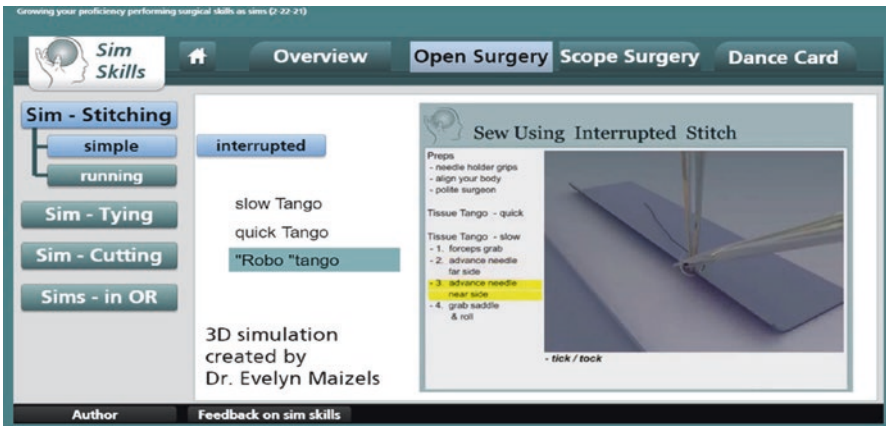 Growing your proficiency performing surgical skills as sims (2-22-21)
Sim
Skills
Overview
Open Surgery
Scope Surgery
Dance Card
Sim - Stitching
simple
running
Sim - Tying
Sim - Cutting
Sims - in OR
interrupted
slow Tango
quick Tango
"Robo "tango
3D simulation
created by
Dr. Evelyn Maizels
Sew Using Interrupted Stitch
Preps
- needle holder grips
- align your body
- polite surgeon
Tissue Tango - quick
Tissue Tango - slow
- 1. forceps grab
- 2. advance needle
far side
- 3. advance needle
near side
- 4. grab saddle
& roll
- tick / tock
Author
Feedback on sim skills